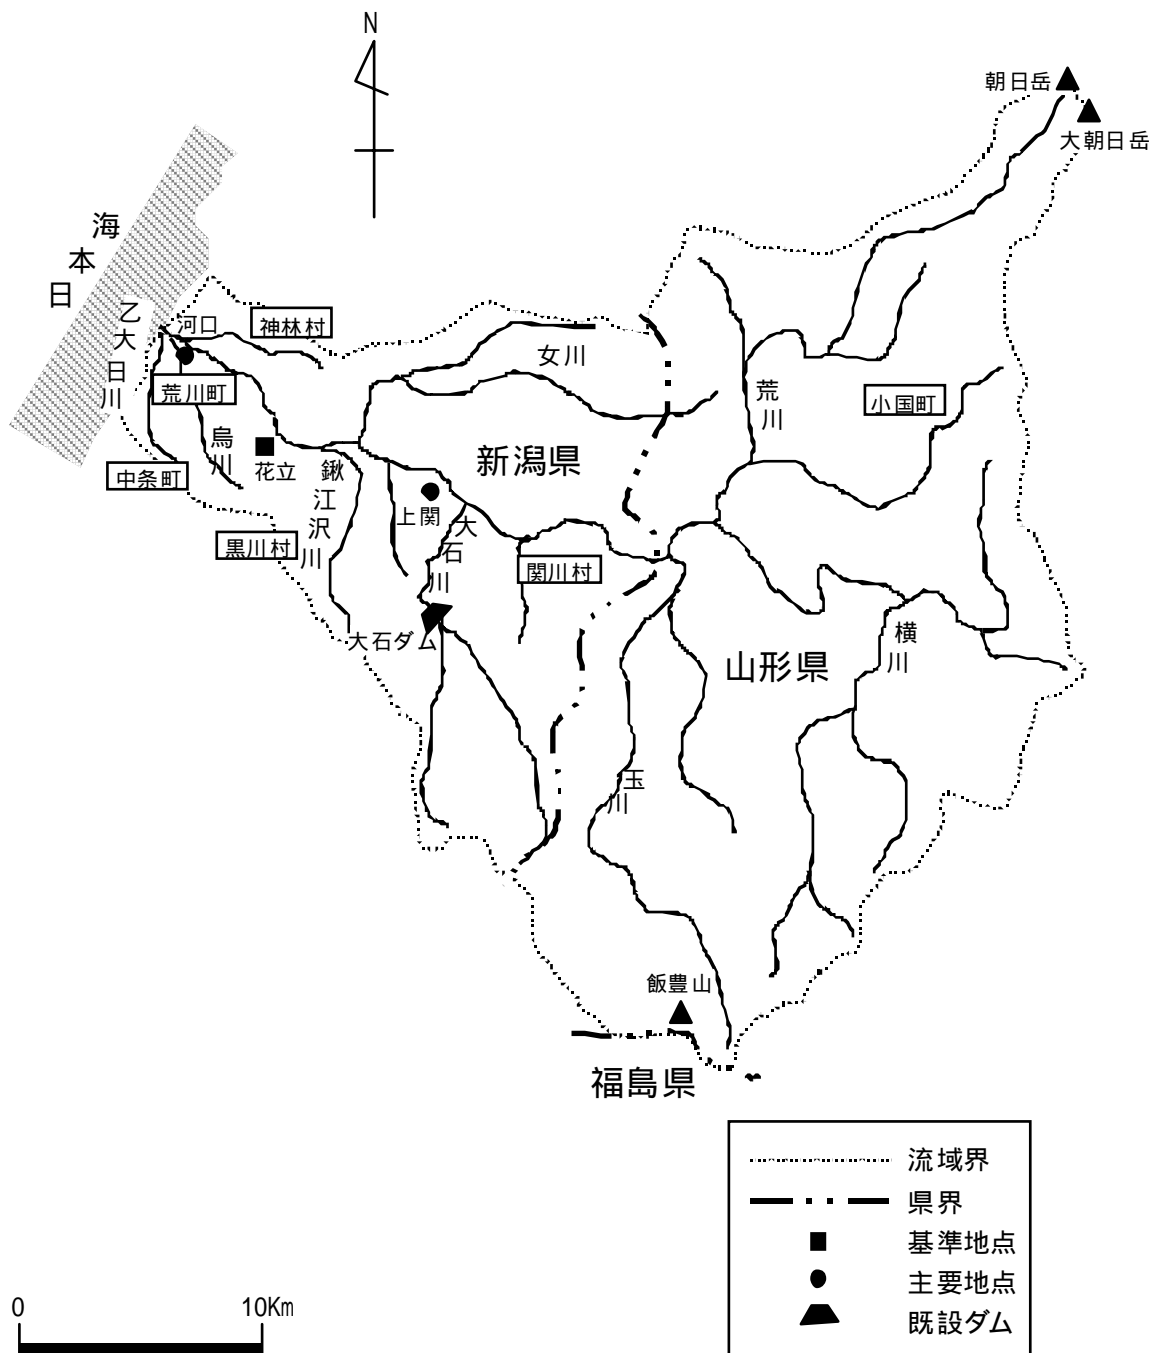 N
朝日岳
大朝日岳
日本海
乙大日川
河口
神林村
荒川町
女川
荒川
小国町
烏川
花立
新潟県
中条町
鍬江沢川
上関
大石川
黒川村
関川村
大石ダム
横川
山形県
玉川
飯豊山
福島県
流域界
県界
基準地点
主要地点
既設ダム
0 10Km